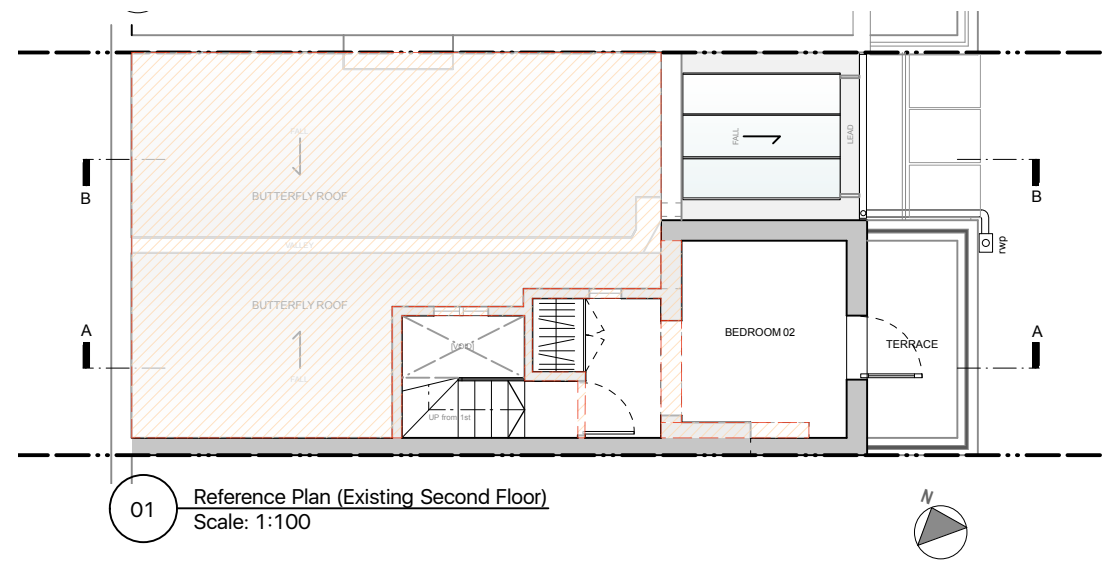 FALL
FALL
LEAD
B
BUTTERFLY ROOF
B
VALLEY
rwp
BUTTERFLY ROOF
A
BEDROOM 02
A
[VOID]
TERRACE
FALL
UP from 1st
01
Reference Plan (Existing Second Floor)
Scale: 1:100
N